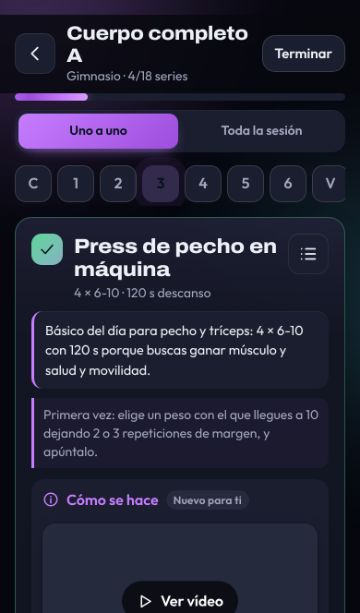 Cuerpo completo
A
Gimnasio · 4/18 series
Terminar
Uno a uno
Toda la sesión
C 1 2 3 4 5 6 V
Press de pecho en
máquina
4 × 6-10 · 120 s descanso
Básico del día para pecho y tríceps: 4 × 6-10
con 120 s porque buscas ganar músculo y
salud y movilidad.
Primera vez: elige un peso con el que llegues a 10
dejando 2 o 3 repeticiones de margen, y
apúntalo.
Cómo se hace
Nuevo para ti
Ver vídeo